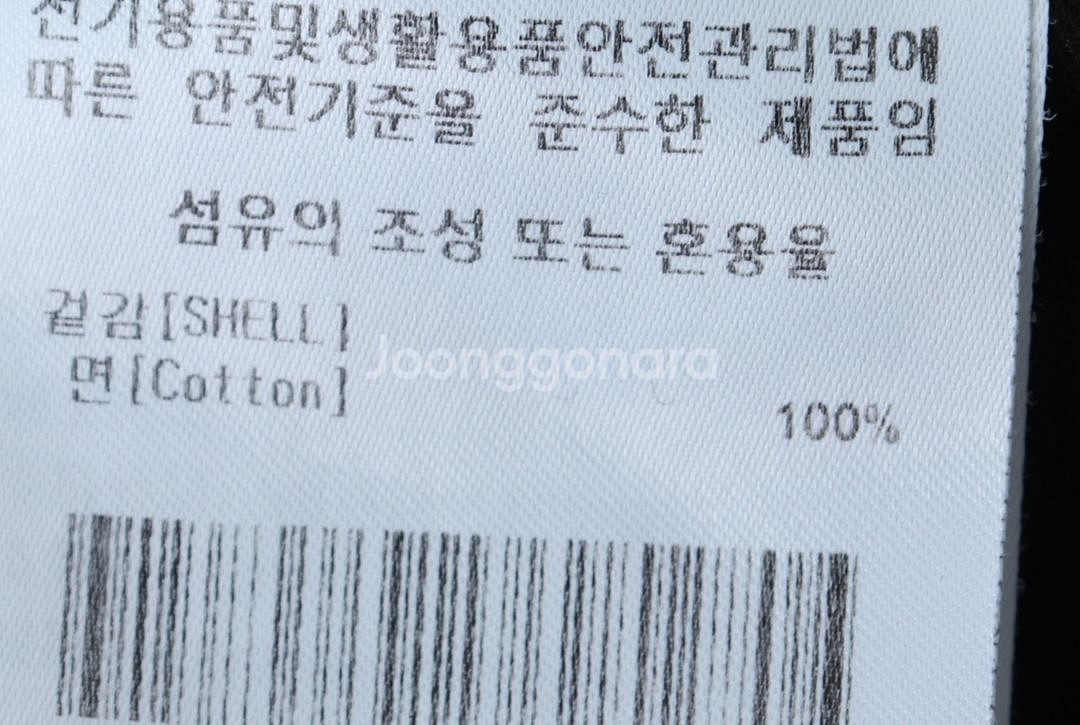 전기용품및생활용품안전관리법에
따른 안전기준을 준수한 제품임
섬유의 조성 또는 혼용율
겉감[SHELL]
면[Cotton]
100%
Joonggonara